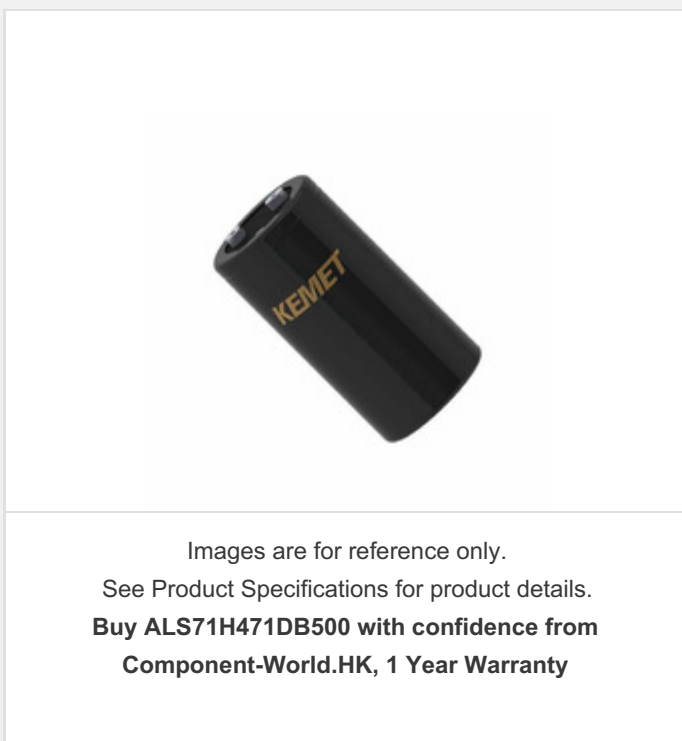 KEMET
Images are for reference only.
See Product Specifications for product details.
Buy ALS71H471DB500 with confidence from
Component-World.HK, 1 Year Warranty